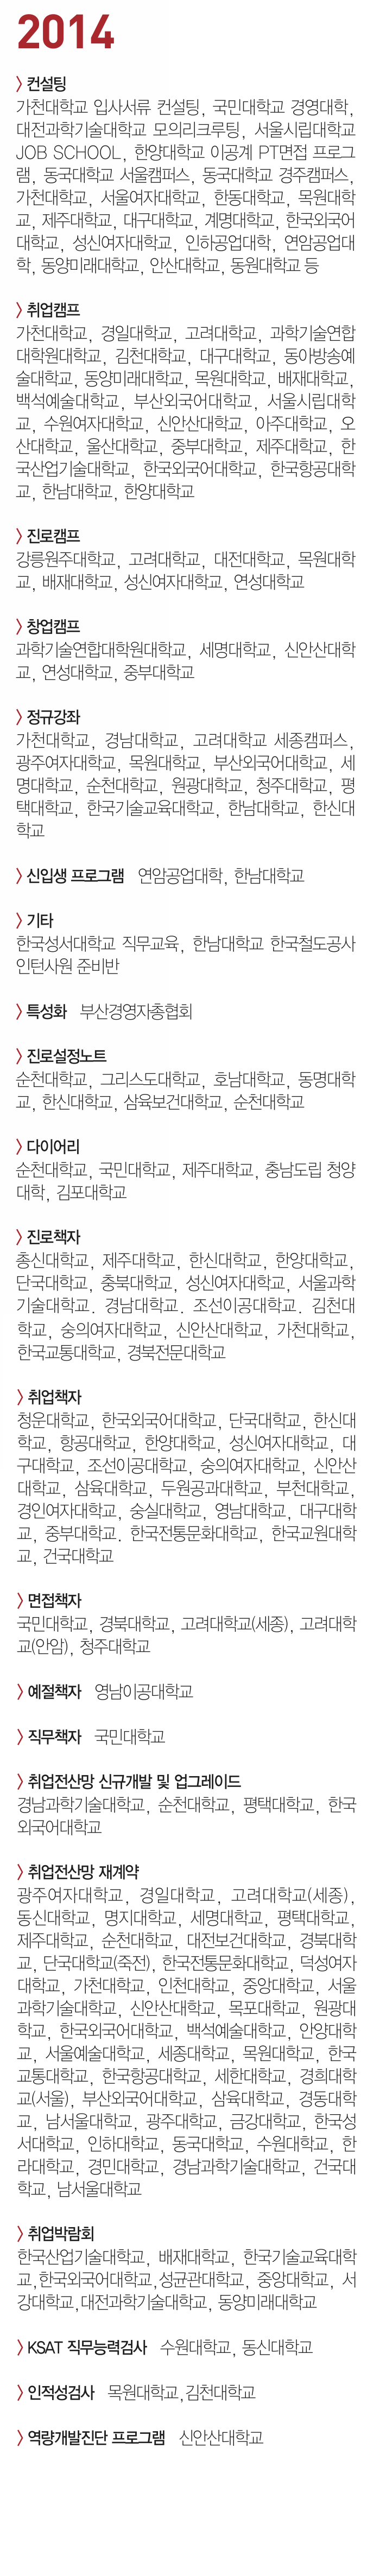 2014
〉컨설팅
가천대학교 입사서류 컨설팅, 국민대학교 경영대학,
대전과학기술대학교 모의리크루팅, 서울시립대학교
JOB SCHOOL, 한양대학교 이공계 PT면접 프로그
램, 동국대학교 서울캠퍼스, 동국대학교 경주캠퍼스,
가천대학교, 서울여자대학교, 한동대학교, 목원대학
교, 제주대학교, 대구대학교, 계명대학교, 한국외국어
대학교, 성신여자대학교, 인하공업대학, 연암공업대
학, 동양미래대학교, 안산대학교, 동원대학교 등
〉취업캠프
가천대학교, 경일대학교, 고려대학교, 과학기술연합
대학원대학교, 김천대학교, 대구대학교, 동아방송예
술대학교, 동양미래대학교, 목원대학교, 배재대학교,
백석예술대학교, 부산외국어대학교, 서울시립대학
교, 수원여자대학교, 신안산대학교, 아주대학교, 오
산대학교, 울산대학교, 중부대학교, 제주대학교, 한
국산업기술대학교, 한국외국어대학교, 한국항공대학
교, 한남대학교, 한양대학교
〉진로캠프
강릉원주대학교, 고려대학교, 대전대학교, 목원대학
교, 배재대학교, 성신여자대학교, 연성대학교
〉창업캠프
과학기술연합대학원대학교, 세명대학교, 신안산대학
교, 연성대학교, 중부대학교
〉정규강좌
가천대학교, 경남대학교, 고려대학교 세종캠퍼스,
광주여자대학교, 목원대학교, 부산외국어대학교, 세
명대학교, 순천대학교, 원광대학교, 청주대학교, 평
택대학교, 한국기술교육대학교, 한남대학교, 한신대
학교
〉신입생 프로그램 연암공업대학, 한남대학교
〉기타
한국성서대학교 직무교육, 한남대학교 한국철도공사
인턴사원 준비반
〉특성화 부산경영자총협회
〉진로설정노트
순천대학교, 그리스도대학교, 호남대학교, 동명대학
교, 한신대학교, 삼육보건대학교, 순천대학교
〉다이어리
순천대학교, 국민대학교, 제주대학교, 충남도립 청양
대학, 김포대학교
〉진로책자
총신대학교, 제주대학교, 한신대학교, 한양대학교,
단국대학교, 충북대학교, 성신여자대학교, 서울과학
기술대학교. 경남대학교. 조선이공대학교. 김천대
학교, 숭의여자대학교, 신안산대학교, 가천대학교,
한국교통대학교, 경북전문대학교
〉취업책자
청운대학교, 한국외국어대학교, 단국대학교, 한신대
학교, 항공대학교, 한양대학교, 성신여자대학교, 대
구대학교, 조선이공대학교, 숭의여자대학교, 신안산
대학교, 삼육대학교, 두원공과대학교, 부천대학교,
경인여자대학교, 숭실대학교, 영남대학교, 대구대학
교, 중부대학교. 한국전통문화대학교, 한국교원대학
교, 건국대학교
〉면접책자
국민대학교, 경북대학교, 고려대학교(세종), 고려대학
교(안암), 청주대학교
〉예절책자 영남이공대학교
〉직무책자 국민대학교
〉취업전산망 신규개발 및 업그레이드
경남과학기술대학교, 순천대학교, 평택대학교, 한국
외국어대학교
〉취업전산망 재계약
광주여자대학교, 경일대학교, 고려대학교(세종),
동신대학교, 명지대학교, 세명대학교, 평택대학교,
제주대학교, 순천대학교, 대전보건대학교, 경북대학
교, 단국대학교(죽전), 한국전통문화대학교, 덕성여자
대학교, 가천대학교, 인천대학교, 중앙대학교, 서울
과학기술대학교, 신안산대학교, 목포대학교, 원광대
학교, 한국외국어대학교, 백석예술대학교, 안양대학
교, 서울예술대학교, 세종대학교, 목원대학교, 한국
교통대학교, 한국항공대학교, 세한대학교, 경희대학
교(서울), 부산외국어대학교, 삼육대학교, 경동대학
교, 남서울대학교, 광주대학교, 금강대학교, 한국성
서대학교, 인하대학교, 동국대학교, 수원대학교, 한
라대학교, 경민대학교, 경남과학기술대학교, 건국대
학교, 남서울대학교
〉취업박람회
한국산업기술대학교, 배재대학교, 한국기술교육대학
교,한국외국어대학교,성균관대학교, 중앙대학교, 서
강대학교,대전과학기술대학교, 동양미래대학교
〉KSAT 직무능력검사 수원대학교, 동신대학교
〉인적성검사 목원대학교,김천대학교
〉역량개발진단 프로그램 신안산대학교